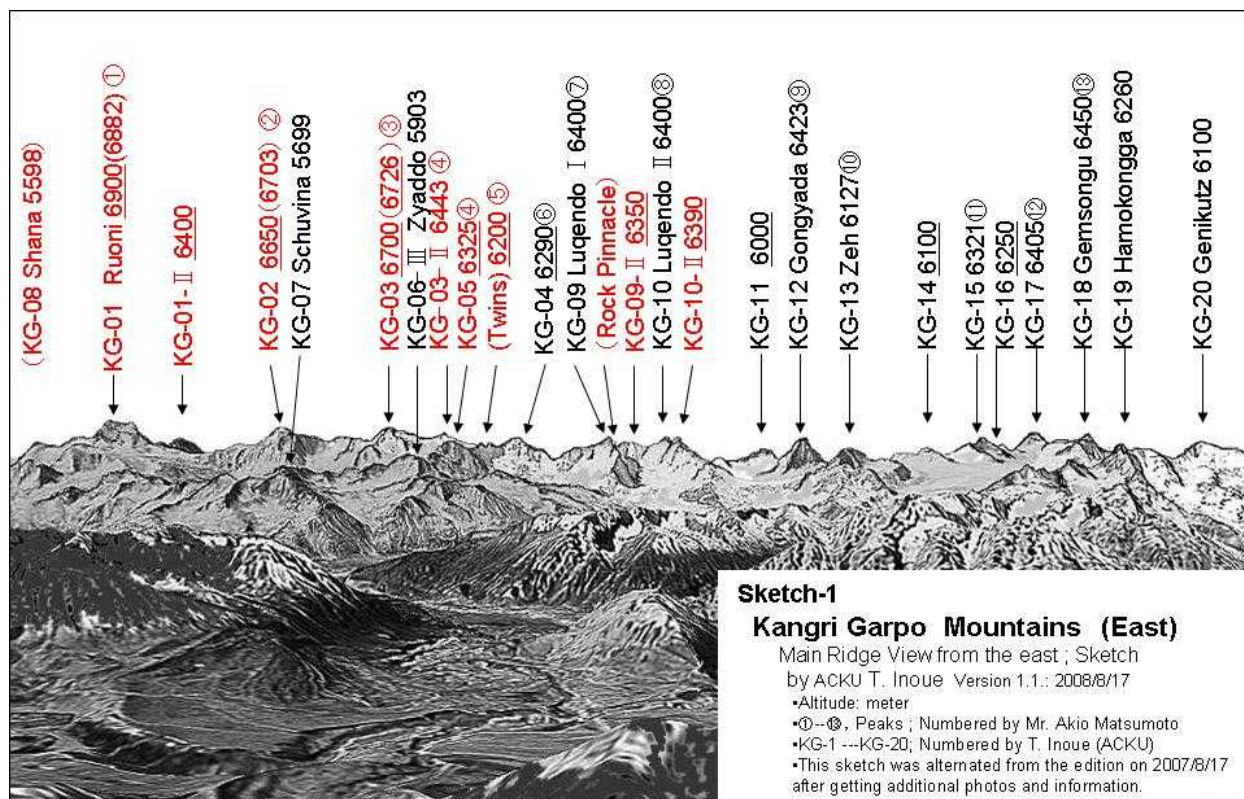 (KG-08 Shana 5598)
KG-01 Ruoni 6900(6882) ①
KG-01-Ⅱ 6400
KG-02 6650(6703) ②
KG-07 Schuvina 5699
KG-03 6700(6726) ③
KG-06-Ⅲ Zyaddo 5903
KG-03-Ⅱ 6443 ④
KG-05 6325④
(Twins) 6200 ⑤
KG-04 6290⑥
KG-09 Luqendo Ⅰ 6400⑦
(Rock Pinnacle)
KG-09-Ⅱ 6350
KG-10 Luqendo Ⅱ 6400⑧
KG-10-Ⅱ 6390
KG-11 6000
KG-12 Gongyada 6423⑨
KG-13 Zeh 6127⑩
KG-14 6100
KG-15 6321⑪
KG-16 6250
KG-17 6405⑫
KG-18 Gemsongu 6450⑬
KG-19 Hamokongga 6260
KG-20 Genikutz 6100
Sketch-1
Kangri Garpo Mountains (East)
Main Ridge View from the east ; Sketch
by ACKU T. Inoue Version 1.1.: 2008/8/17
▪Altitude: meter
▪①--⑬, Peaks ; Numbered by Mr. Akio Matsumoto
▪KG-1 ---KG-20; Numbered by T. Inoue (ACKU)
▪This sketch was alternated from the edition on 2007/8/17
after getting additional photos and information.